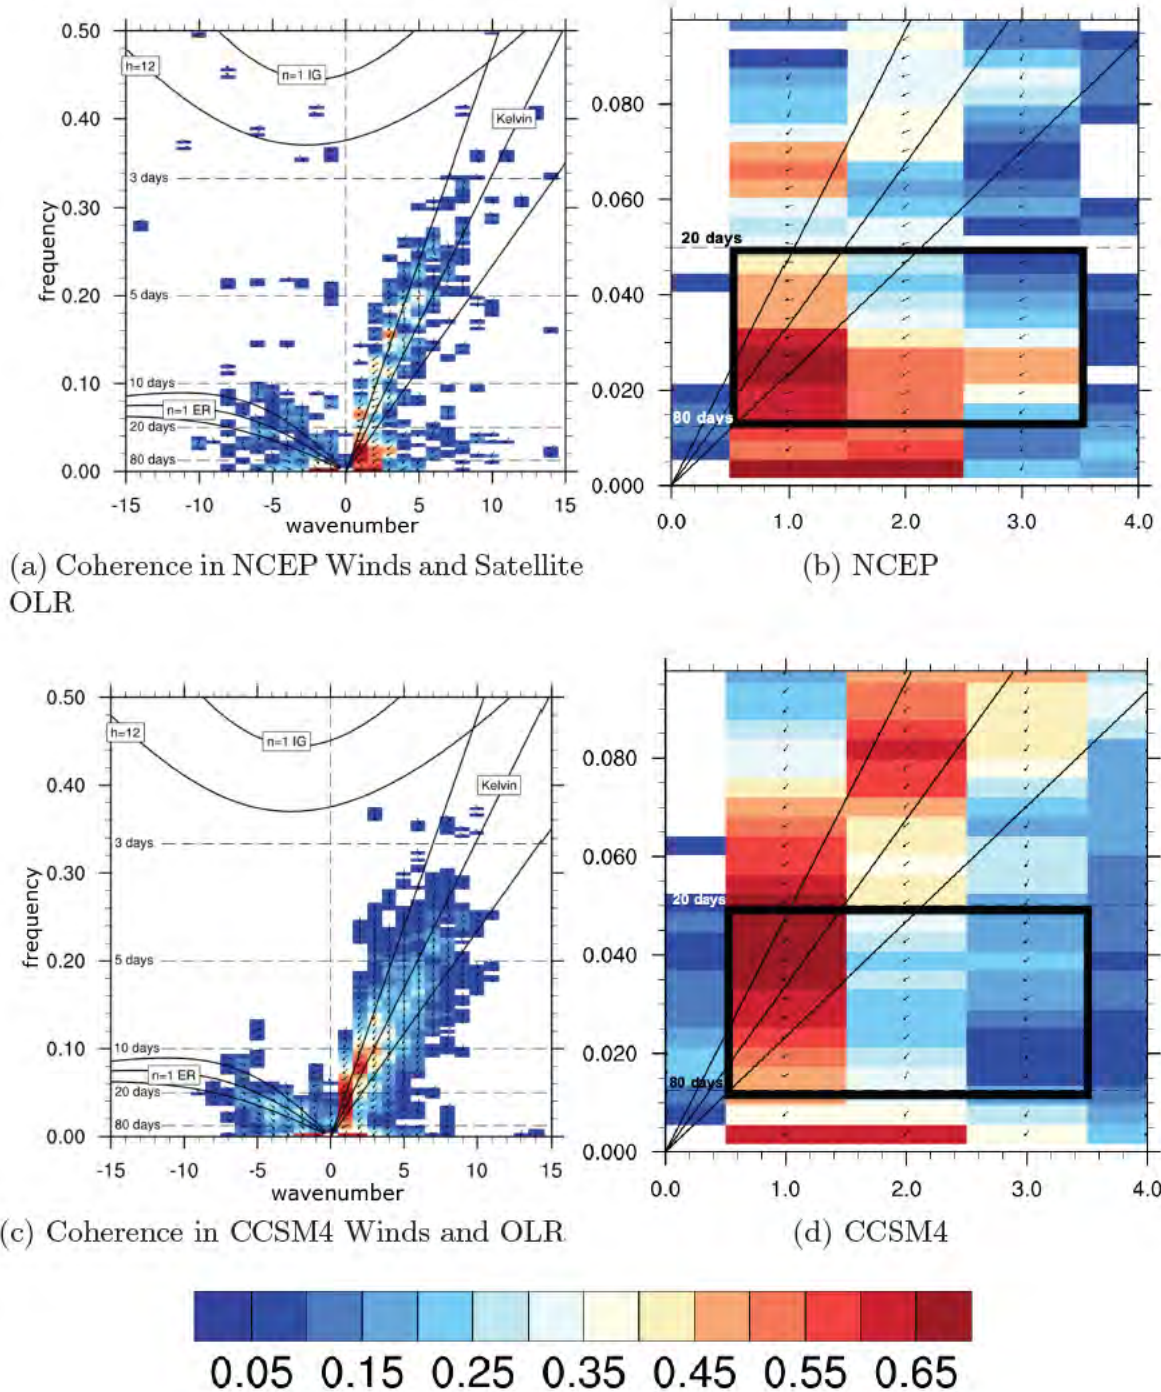 0.50
h=12
n=1 IG
0.40
Kelvin
3 days
0.30
frequency
5 days
0.20
10 days
0.10
n=1 ER
20 days
80 days
0.00
-15 -10 -5 0 5 10 15
wavenumber
0.080
0.060
20 days
0.040
0.020
80 days
0.000
0.0 1.0 2.0 3.0 4.0
(a) Coherence in NCEP Winds and Satellite
OLR
(b) NCEP
0.50
h=12
n=1 IG
0.40
Kelvin
3 days
0.30
frequency
5 days
0.20
10 days
0.10
n=1 ER
20 days
80 days
0.00
-15 -10 -5 0 5 10 15
wavenumber
0.080
0.060
20 days
0.040
0.020
80 days
0.000
0.0 1.0 2.0 3.0 4.0
(c) Coherence in CCSM4 Winds and OLR
(d) CCSM4
0.05 0.15 0.25 0.35 0.45 0.55 0.65